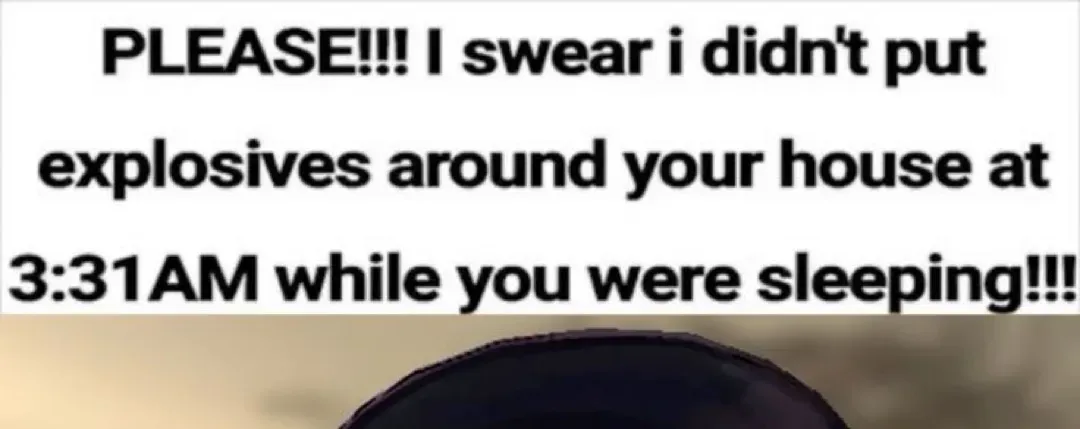 PLEASE!!! I swear i didn't put
explosives around your house at
3:31AM while you were sleeping!!!